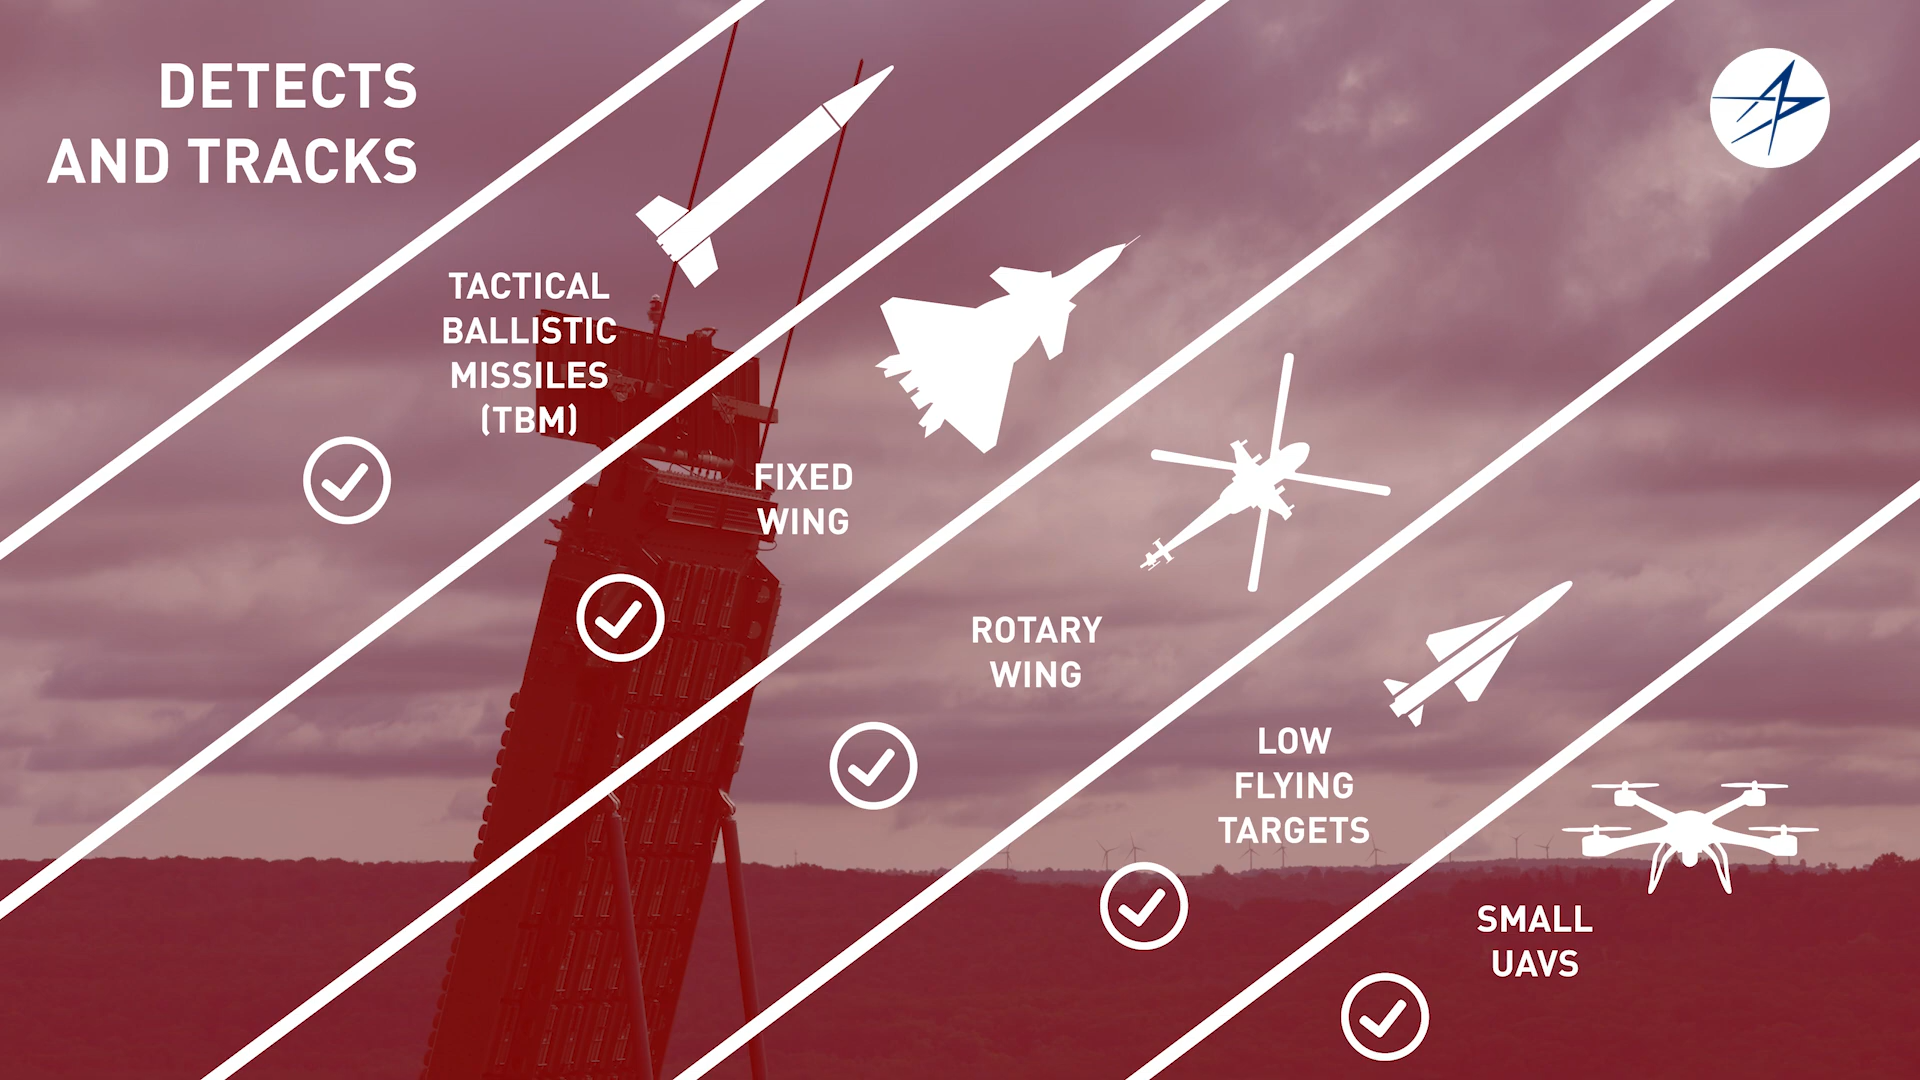 DETECTS
AND TRACKS
TACTICAL
BALLISTIC
MISSILES
(TBM)
FIXED
WING
ROTARY
WING
LOW
FLYING
TARGETS
SMALL
UAVS